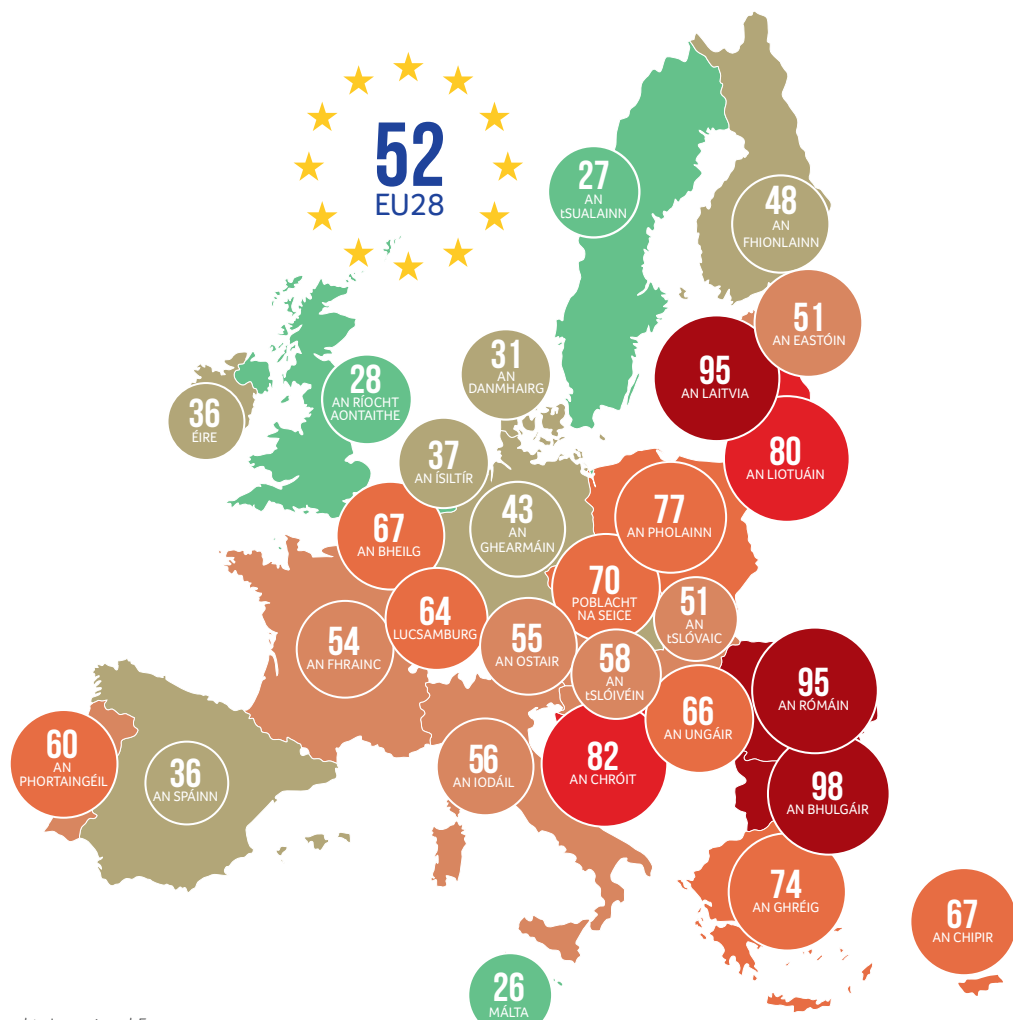 52
EU28
27
AN
tSUALAINN
48
AN
FHIONLAINN
51
AN EASTÓIN
95
AN LAITVIA
31
AN
DANMHAIRG
28
AN RÍOCHT
AONTAITHE
36
ÉIRE
80
AN LIOTUÁIN
37
AN ÍSILTÍR
43
AN
GHEARMÁIN
77
AN PHOLAINN
67
AN BHEILG
70
POBLACHT
NA SEICE
51
AN
tSLÓVAIC
64
LUCSAMBURG
54
AN FHRAINC
55
AN OSTAIR
58
AN
tSLÓIVÉIN
95
AN RÓMÁIN
66
AN UNGÁIR
60
AN
PHORTAINGÉIL
36
AN SPÁINN
56
AN IODÁIL
82
AN CHRÓIT
98
AN BHULGÁIR
74
AN GHRÉIG
67
AN CHIPIR
26
MÁLTA